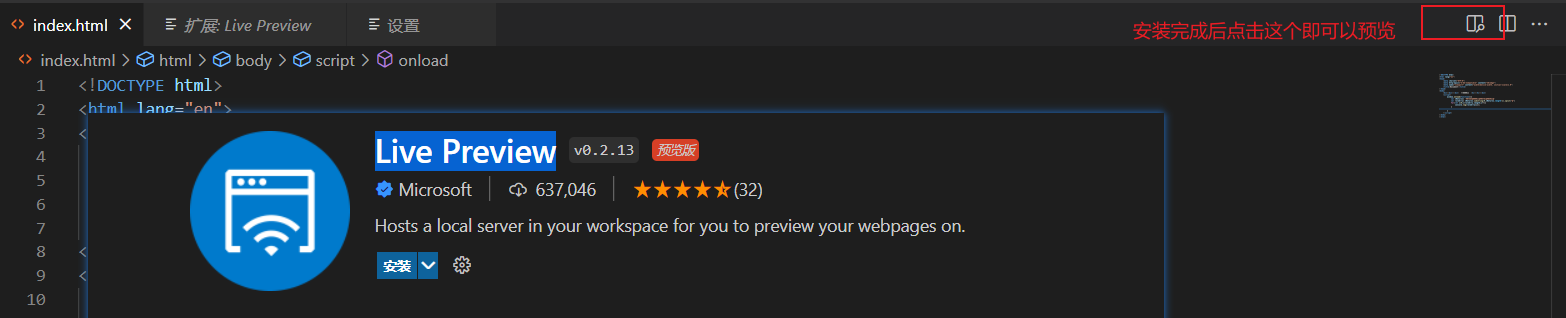 index.html 扩展: Live Preview 设置
安装完成后点击这个即可以预览
index.html > html > body > script > onload
1 <!DOCTYPE html>
2 <html lang="en">
3 <
4
5
6
7
8 <
9 <
10
Live Preview v0.2.13 预览版
Microsoft 637,046 (32)
Hosts a local server in your workspace for you to preview your webpages on.
安装